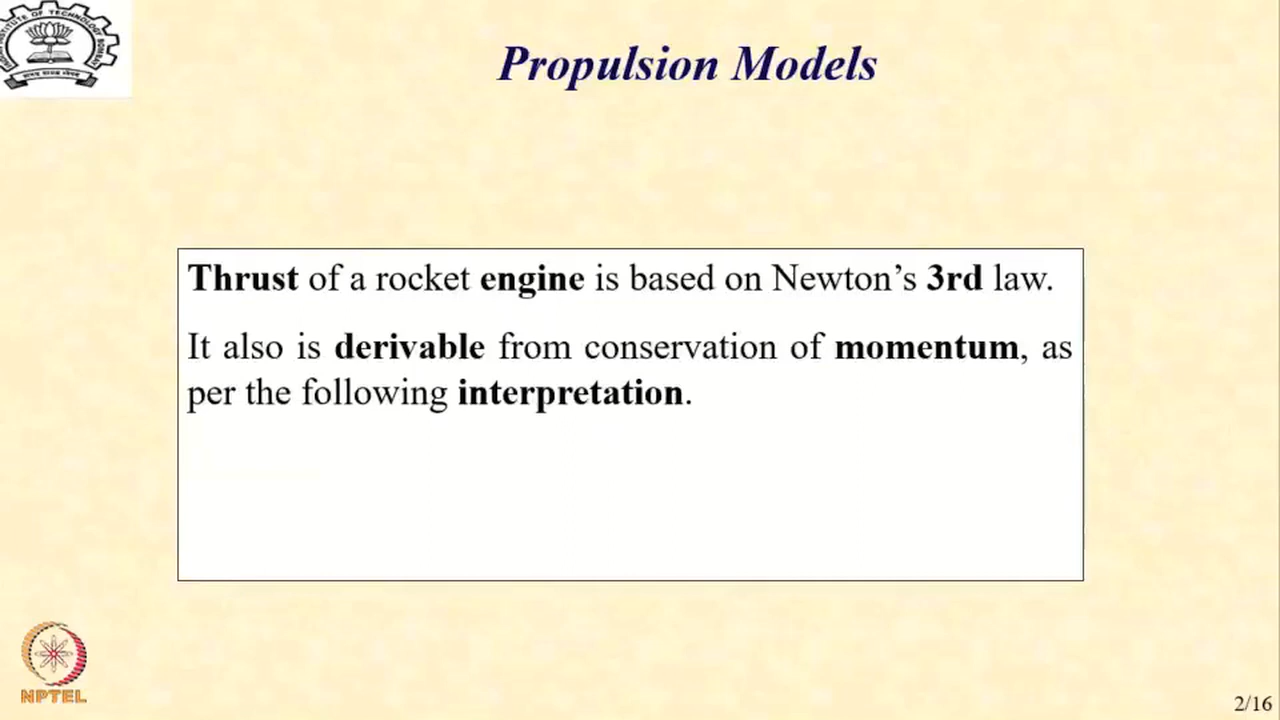 Propulsion Models
Thrust of a rocket engine is based on Newton’s 3rd law.
It also is derivable from conservation of momentum, as
per the following interpretation.
NPTEL
2/16